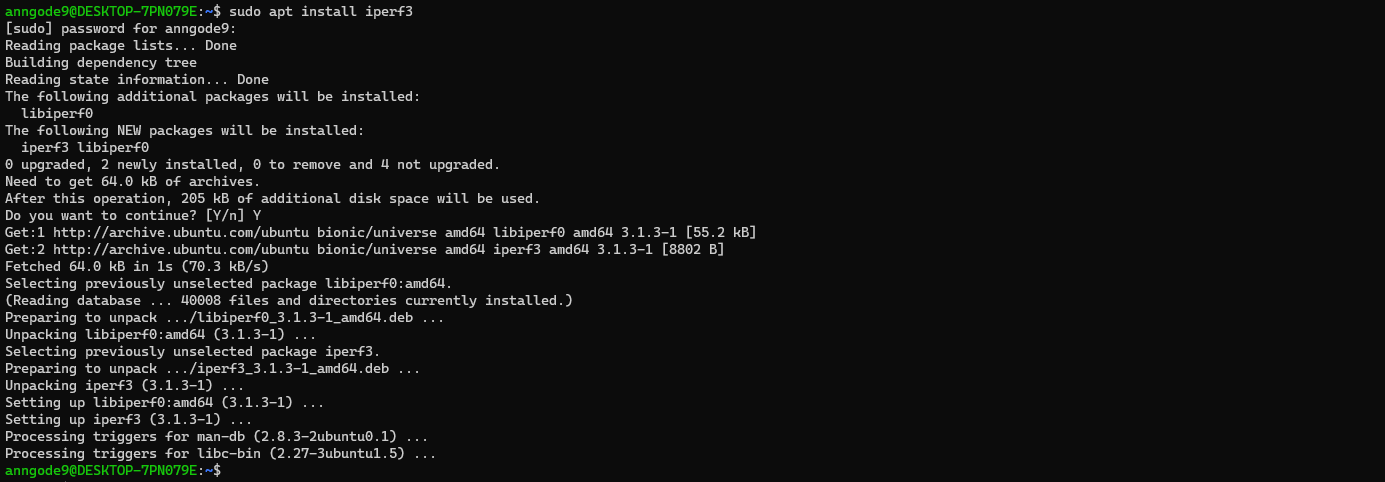 anngode9@DESKTOP-7PN079E:~$ sudo apt install iperf3
[sudo] password for anngode9:
Reading package lists... Done
Building dependency tree
Reading state information... Done
The following additional packages will be installed:
  libiperf0
The following NEW packages will be installed:
  iperf3 libiperf0
0 upgraded, 2 newly installed, 0 to remove and 4 not upgraded.
Need to get 64.0 kB of archives.
After this operation, 205 kB of additional disk space will be used.
Do you want to continue? [Y/n] Y
Get:1 http://archive.ubuntu.com/ubuntu bionic/universe amd64 libiperf0 amd64 3.1.3-1 [55.2 kB]
Get:2 http://archive.ubuntu.com/ubuntu bionic/universe amd64 iperf3 amd64 3.1.3-1 [8802 B]
Fetched 64.0 kB in 1s (70.3 kB/s)
Selecting previously unselected package libiperf0:amd64.
(Reading database ... 40008 files and directories currently installed.)
Preparing to unpack .../libiperf0_3.1.3-1_amd64.deb ...
Unpacking libiperf0:amd64 (3.1.3-1) ...
Selecting previously unselected package iperf3.
Preparing to unpack .../iperf3_3.1.3-1_amd64.deb ...
Unpacking iperf3 (3.1.3-1) ...
Setting up libiperf0:amd64 (3.1.3-1) ...
Setting up iperf3 (3.1.3-1) ...
Processing triggers for man-db (2.8.3-2ubuntu0.1) ...
Processing triggers for libc-bin (2.27-3ubuntu1.5) ...
anngode9@DESKTOP-7PN079E:~$